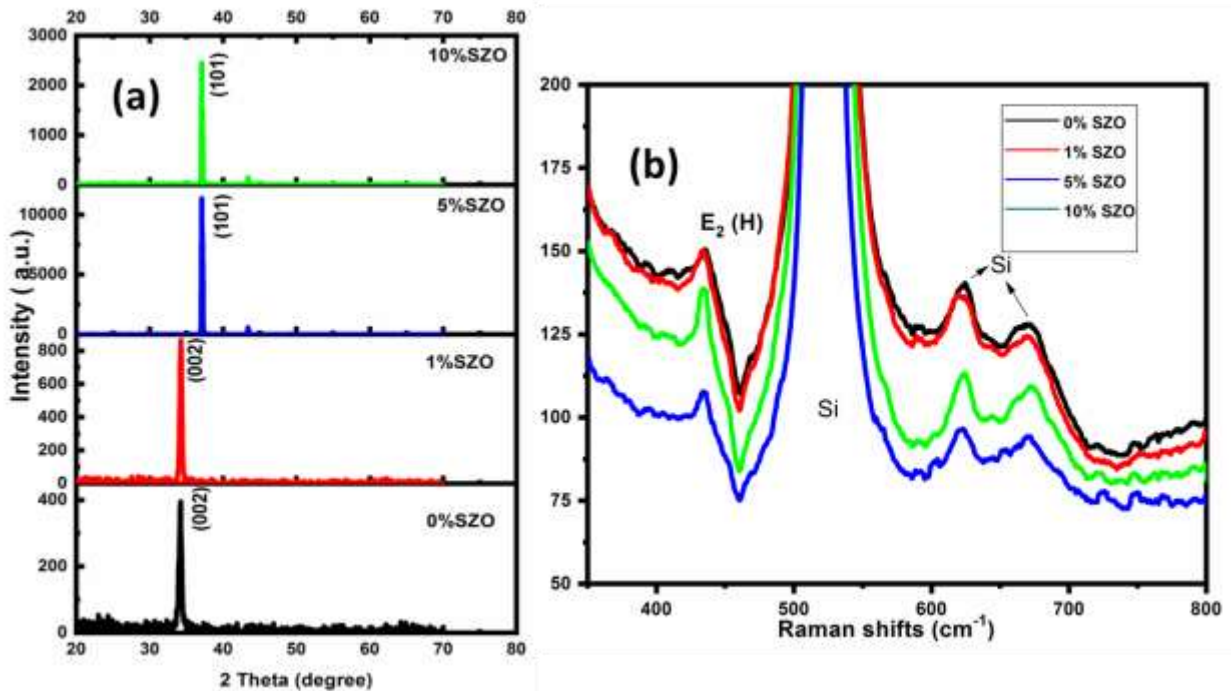 20 30 40 50 60 70 80
3000
2000
1000
0
(a)
(101)
10%SZO
10000
5000
0
(101)
5%SZO
800
600
400
200
0
(002)
1%SZO
400
200
0
(002)
0%SZO
Intensity ( a.u.)
20 30 40 50 60 70 80
2 Theta (degree)
200
175
150
125
100
75
50
(b)
E2 (H)
Si
Si
0% SZO
1% SZO
5% SZO
10% SZO
400 500 600 700 800
Raman shifts (cm-1)